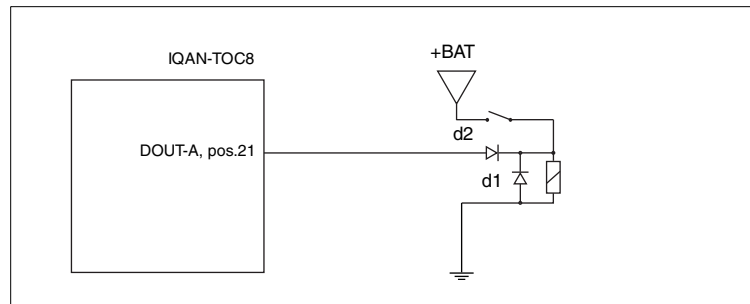 IQAN-TOC8
+BAT
d2
DOUT-A, pos.21
d1